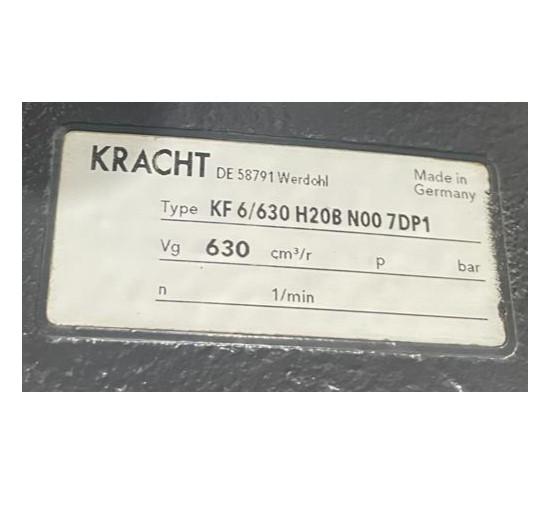 KRACHT DE 58791 Werdohl
Made in
Germany
Type KF 6/630 H20B N00 7DP1
Vg 630 cm³/r p bar
n 1/min